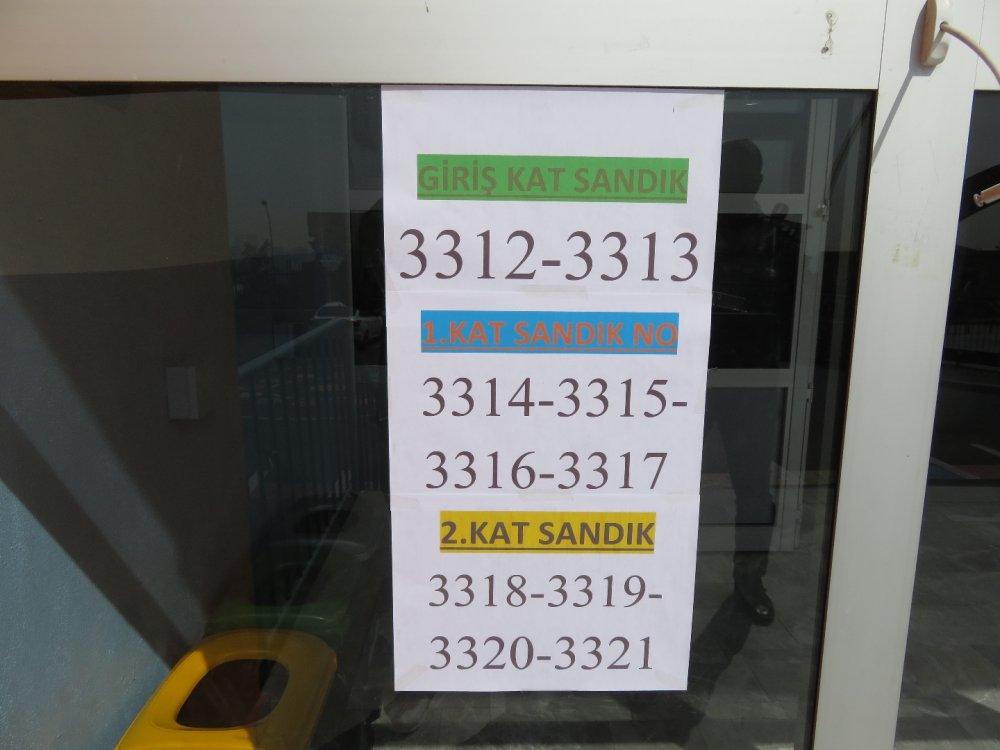 GİRİŞ KAT SANDIK
3312-3313
1.KAT SANDIK NO
3314-3315-
3316-3317
2.KAT SANDIK
3318-3319-
3320-3321